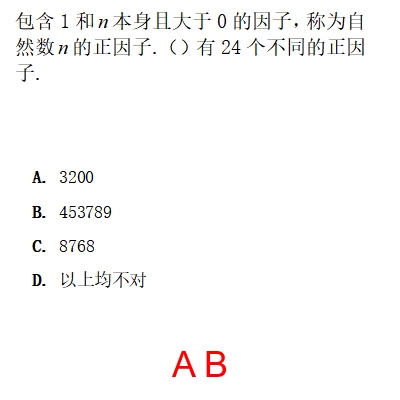 包含 1 和 n 本身且大于 0 的因子，称为自
然数 n 的正因子.（）有 24 个不同的正因
子.
A. 3200
B. 453789
C. 8768
D. 以上均不对
A B